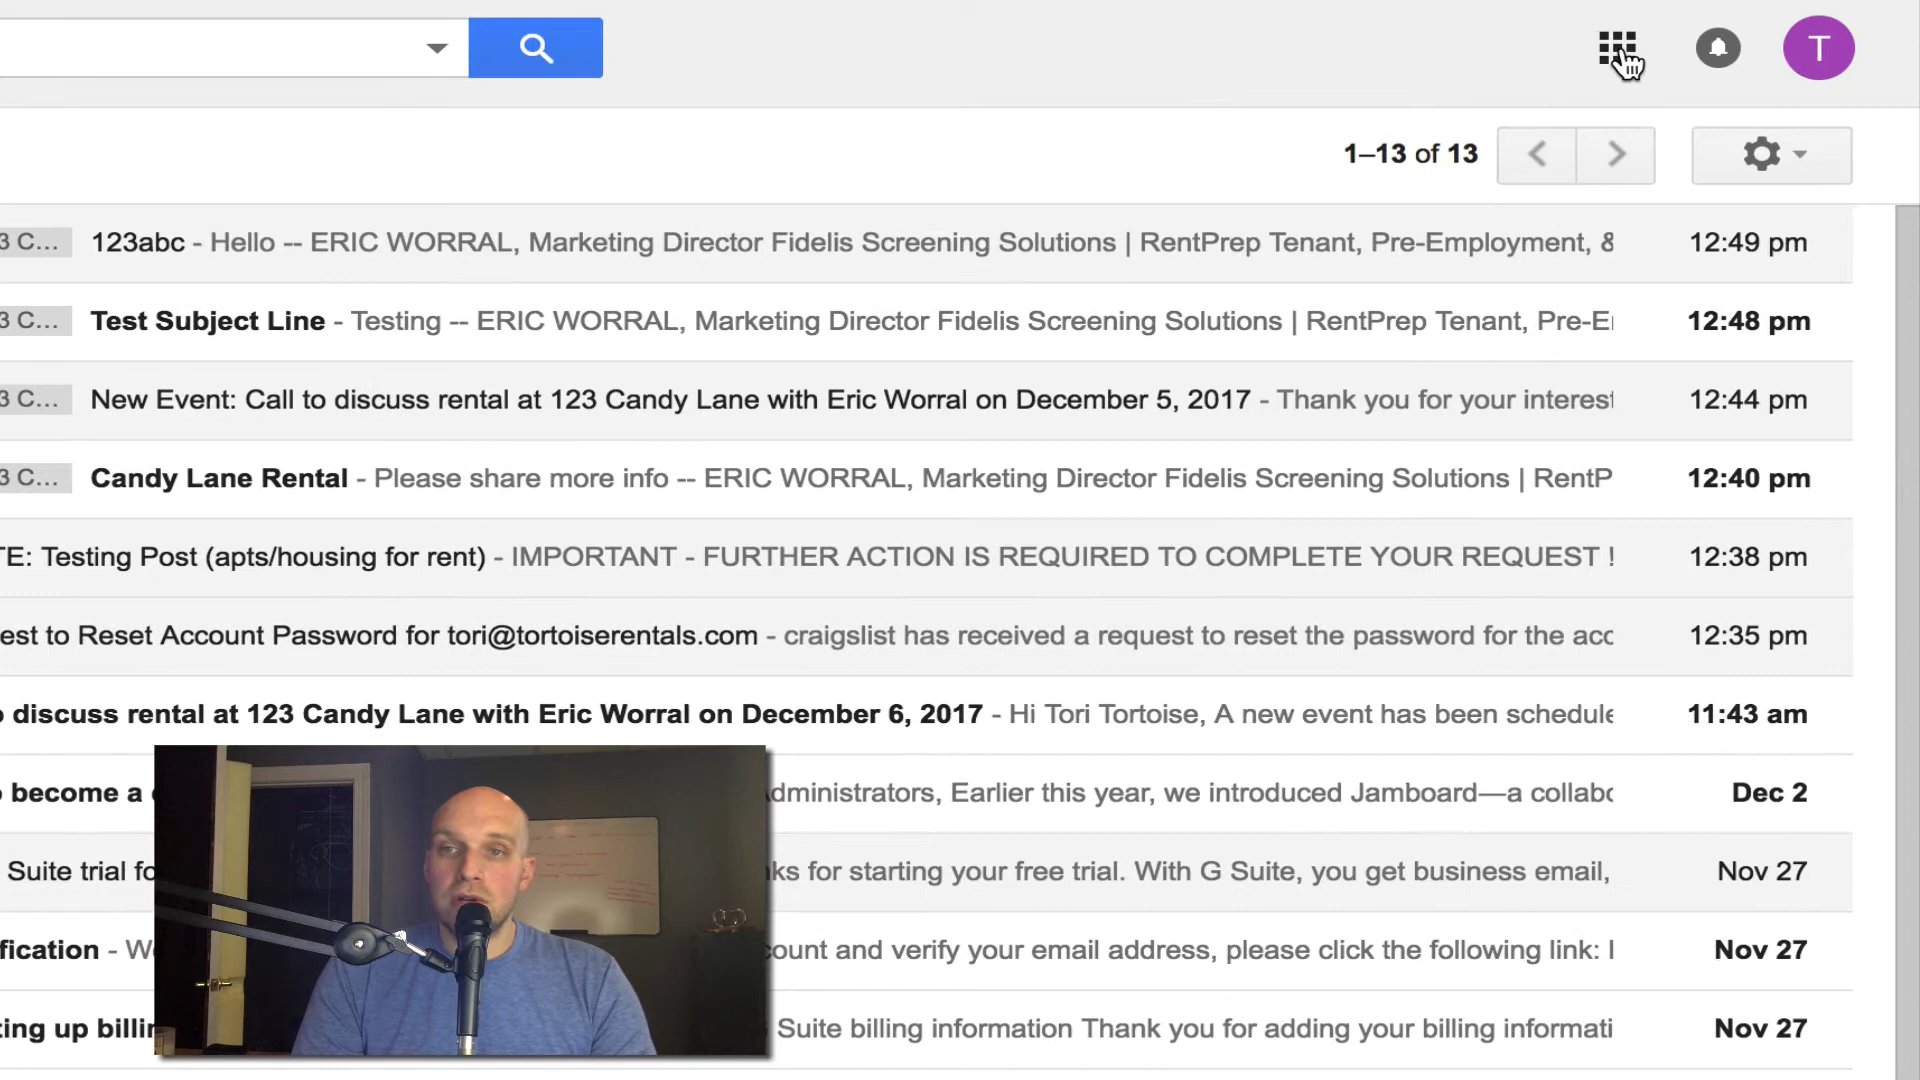 T
1–13 of 13
3 C...
123abc - Hello -- ERIC WORRAL, Marketing Director Fidelis Screening Solutions | RentPrep Tenant, Pre-Employment, &
12:49 pm
3 C...
Test Subject Line - Testing -- ERIC WORRAL, Marketing Director Fidelis Screening Solutions | RentPrep Tenant, Pre-E
12:48 pm
3 C...
New Event: Call to discuss rental at 123 Candy Lane with Eric Worral on December 5, 2017 - Thank you for your interest
12:44 pm
3 C...
Candy Lane Rental - Please share more info -- ERIC WORRAL, Marketing Director Fidelis Screening Solutions | RentP
12:40 pm
TE: Testing Post (apts/housing for rent) - IMPORTANT - FURTHER ACTION IS REQUIRED TO COMPLETE YOUR REQUEST !
12:38 pm
est to Reset Account Password for tori@tortoiserentals.com - craigslist has received a request to reset the password for the acc
12:35 pm
o discuss rental at 123 Candy Lane with Eric Worral on December 6, 2017 - Hi Tori Tortoise, A new event has been schedule
11:43 am
o become a
dministrators, Earlier this year, we introduced Jamboard—a collabo
Dec 2
Suite trial fo
ks for starting your free trial. With G Suite, you get business email,
Nov 27
fication - We
ount and verify your email address, please click the following link:
Nov 27
ting up billin
Suite billing information Thank you for adding your billing informati
Nov 27